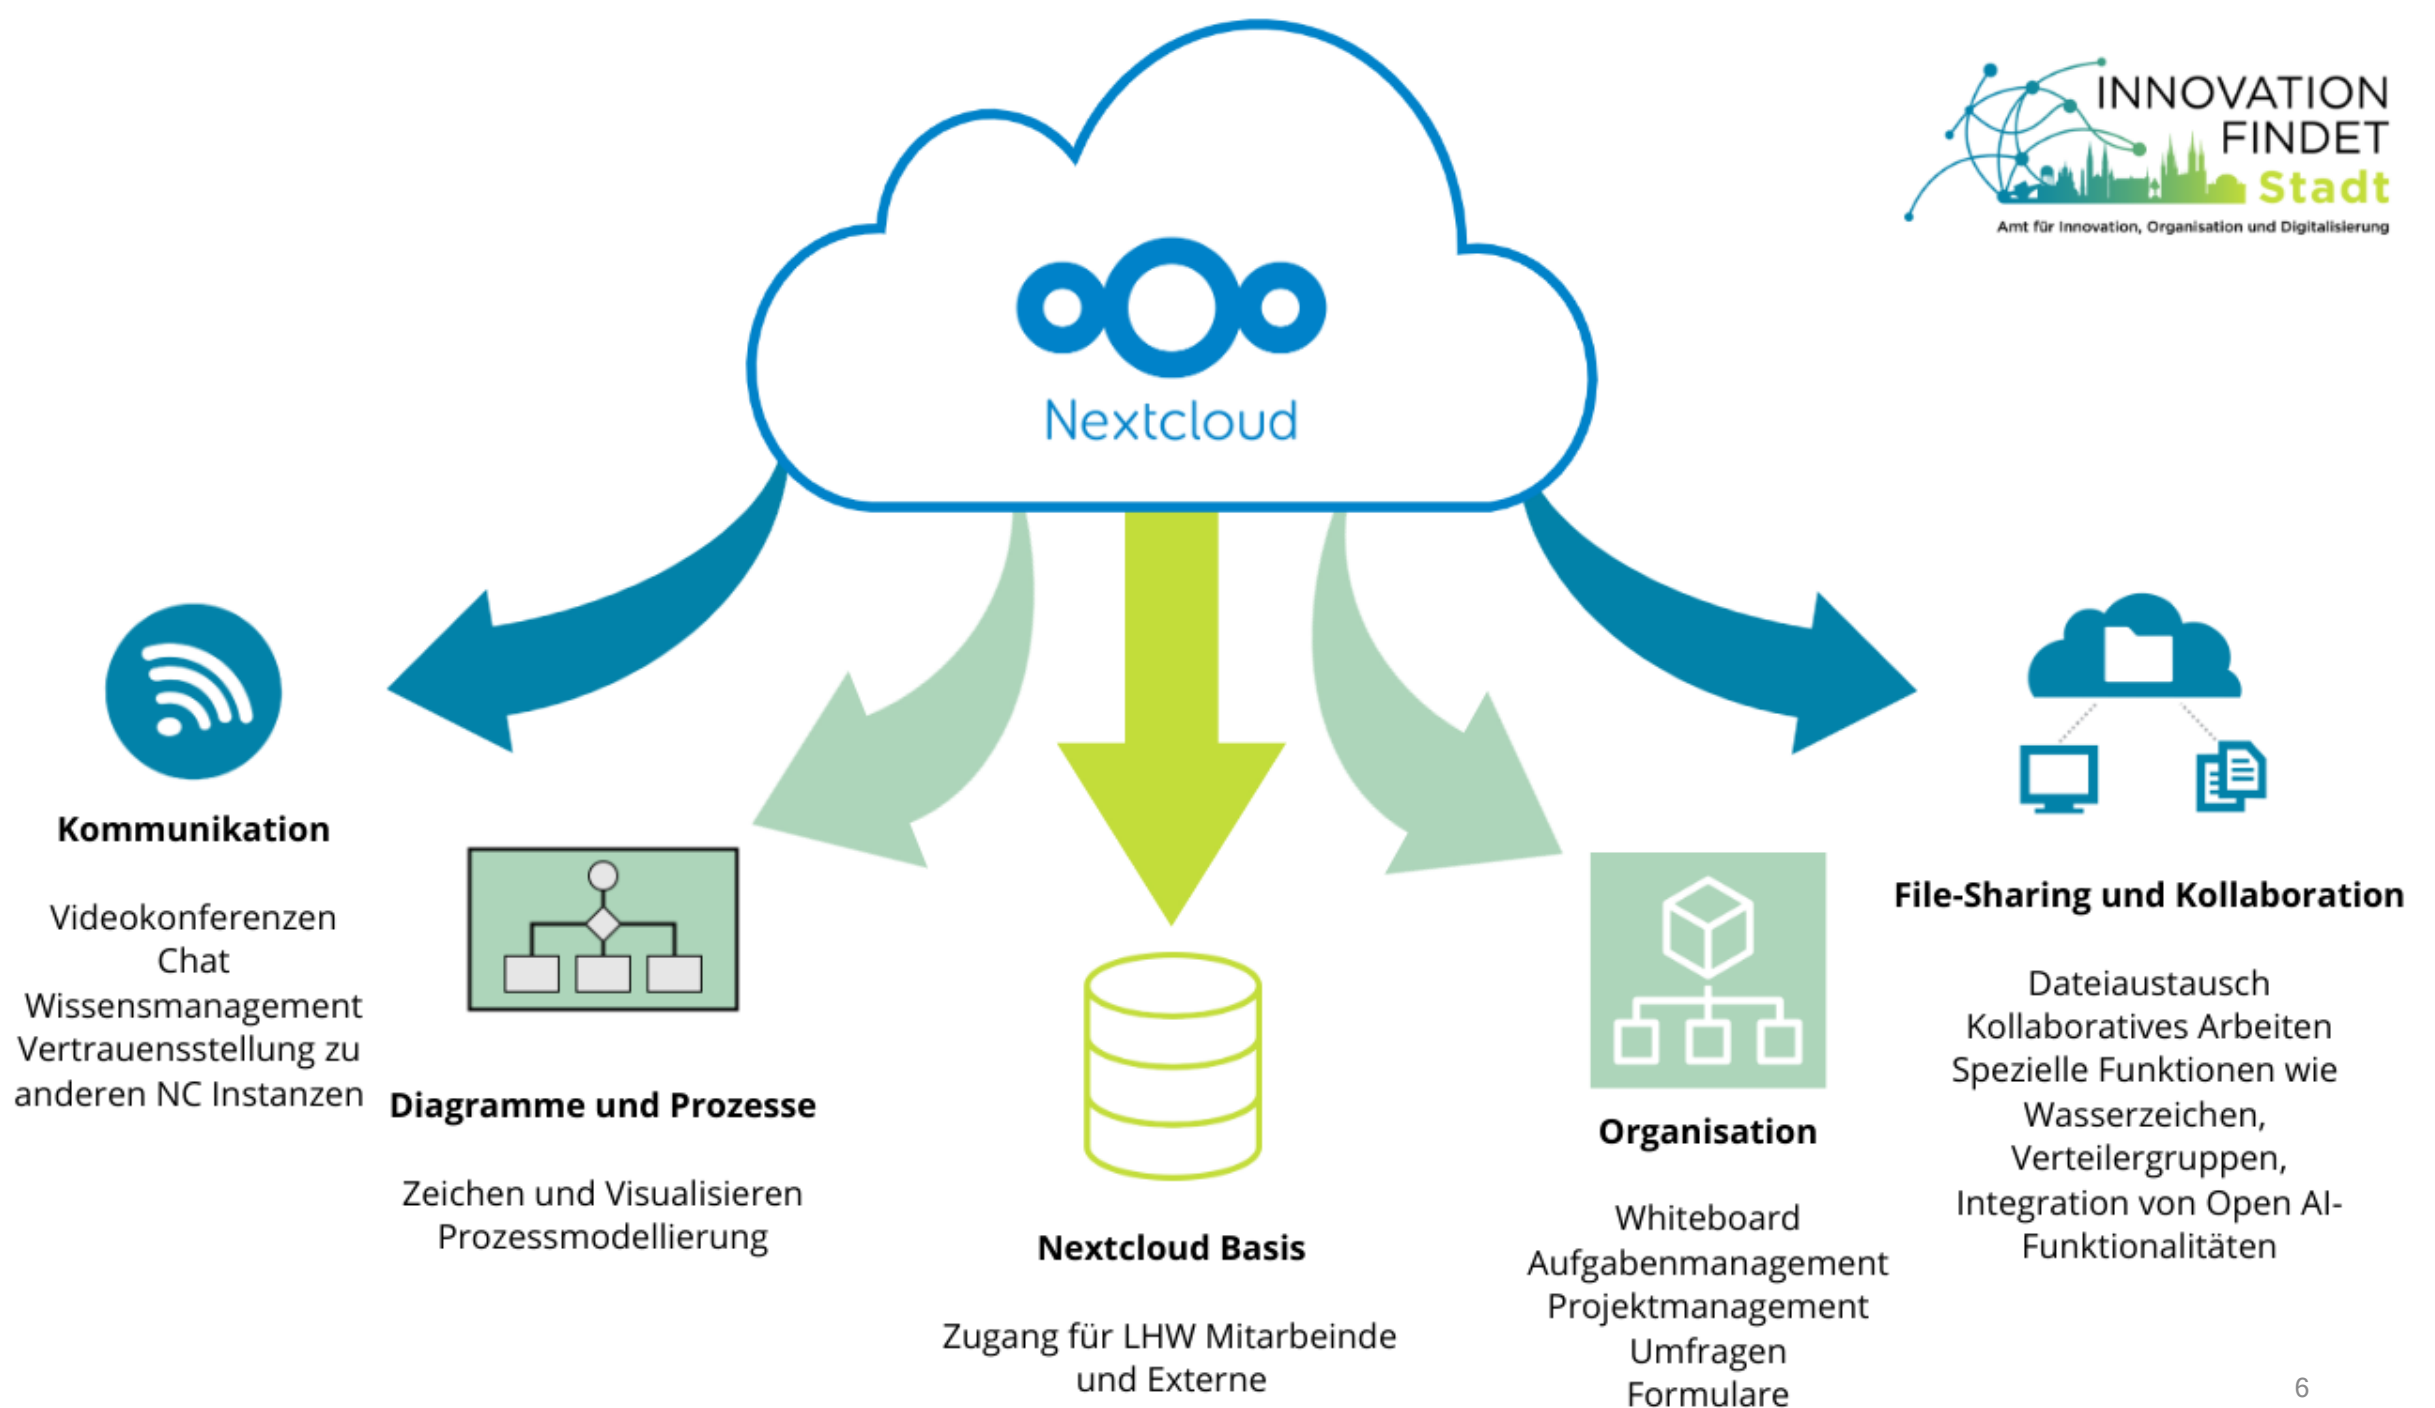 INNOVATION
FINDET
Stadt
Amt für Innovation, Organisation und Digitalisierung
Nextcloud
Kommunikation
Videokonferenzen
Chat
Wissensmanagement
Vertrauensstellung zu
anderen NC Instanzen
Diagramme und Prozesse
Zeichen und Visualisieren
Prozessmodellierung
Nextcloud Basis
Zugang für LHW Mitarbeinde
und Externe
Organisation
Whiteboard
Aufgabenmanagement
Projektmanagement
Umfragen
Formulare
File-Sharing und Kollaboration
Dateiaustausch
Kollaboratives Arbeiten
Spezielle Funktionen wie
Wasserzeichen,
Verteilergruppen,
Integration von Open AI-
Funktionalitäten
6